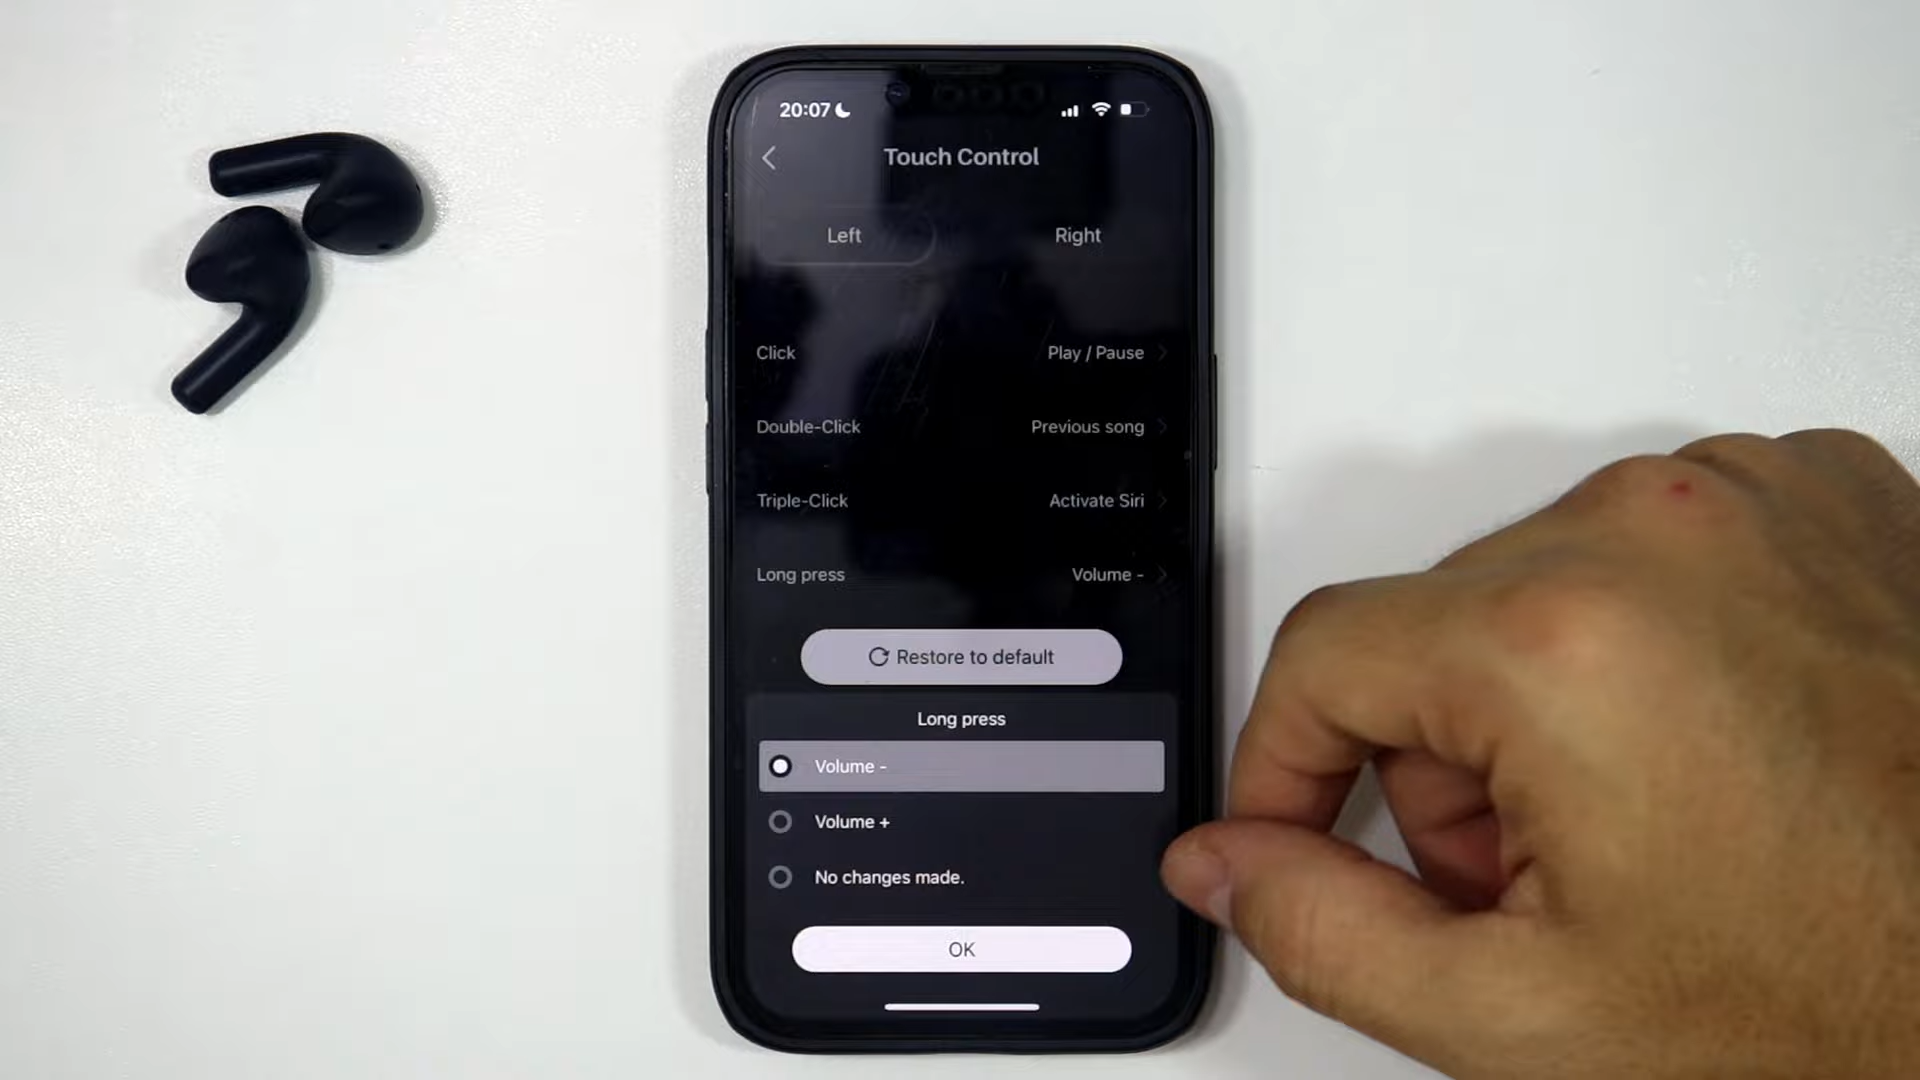 20:07
Touch Control
Left
Right
Click
Play / Pause
Double-Click
Previous song
Triple-Click
Activate Siri
Long press
Volume -
Restore to default
Long press
Volume -
Volume +
No changes made.
OK